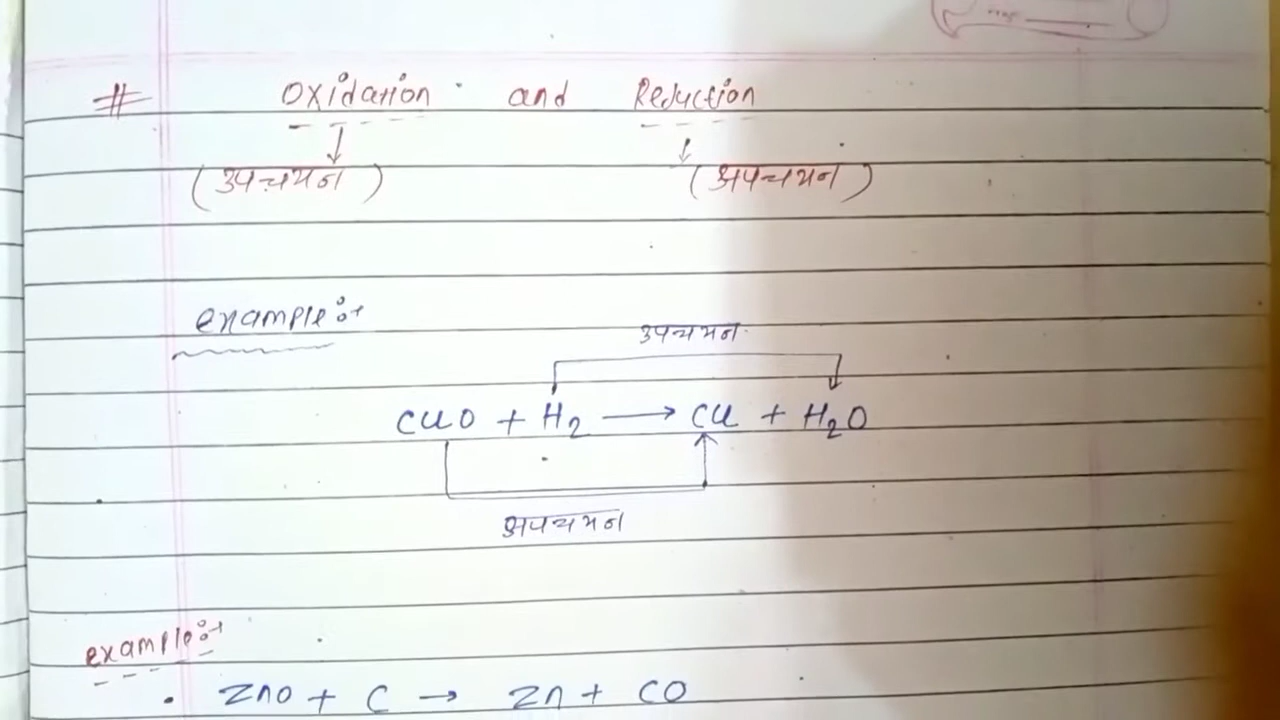 # Oxidation and Reduction
(उपचयन) (अपचयन)
example:-
उपचयन
CuO + H₂ → Cu + H₂O
अपचयन
example:-
• ZnO + C → Zn + CO